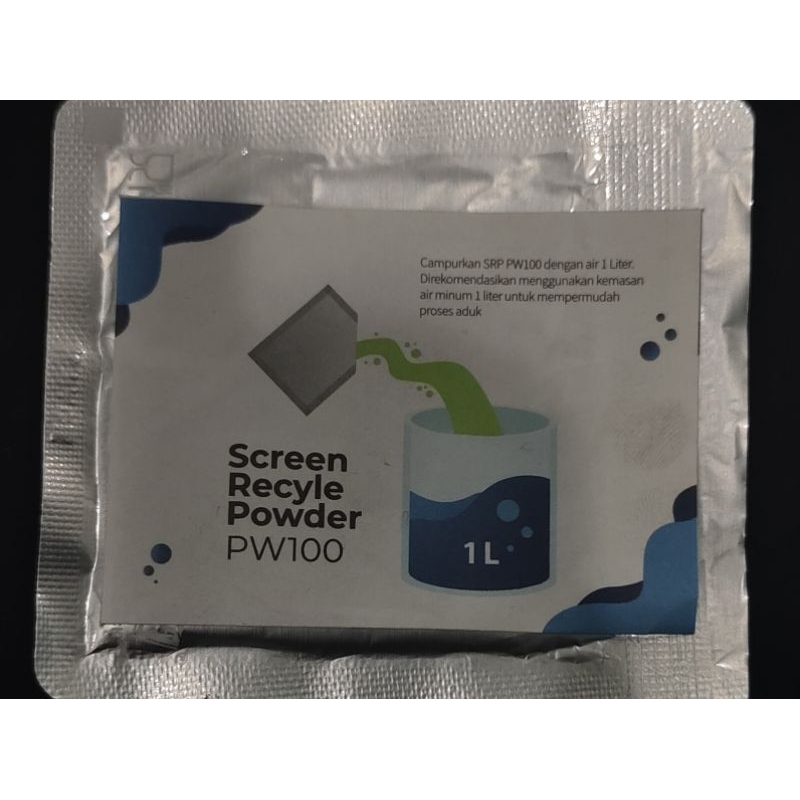 Campurkan SRP PW100 dengan air 1 Liter.
Direkomendasikan menggunakan kemasan
air minum 1 liter untuk mempermudah
proses aduk
Screen
Recyle
Powder
PW100
1 L